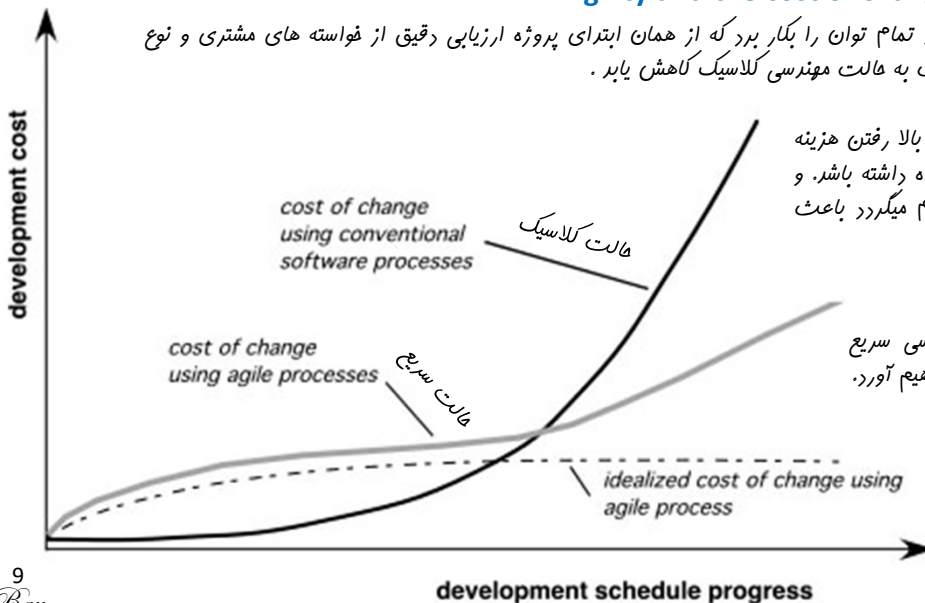 تمام توان را بکار برد که از همان ابتدای پروژه ارزیابی دقیق از خواسته های مشتری و نوع
به حالت مهندسی کلاسیک کاهش یابد .
بالا رفتن هزینه
داشته باشد. و
میگردد باعث
development cost
cost of change
using conventional
software processes
حالت کلاسیک
cost of change
using agile processes
حالت سریع
سریع
آورد.
idealized cost of change using
agile process
9
development schedule progress